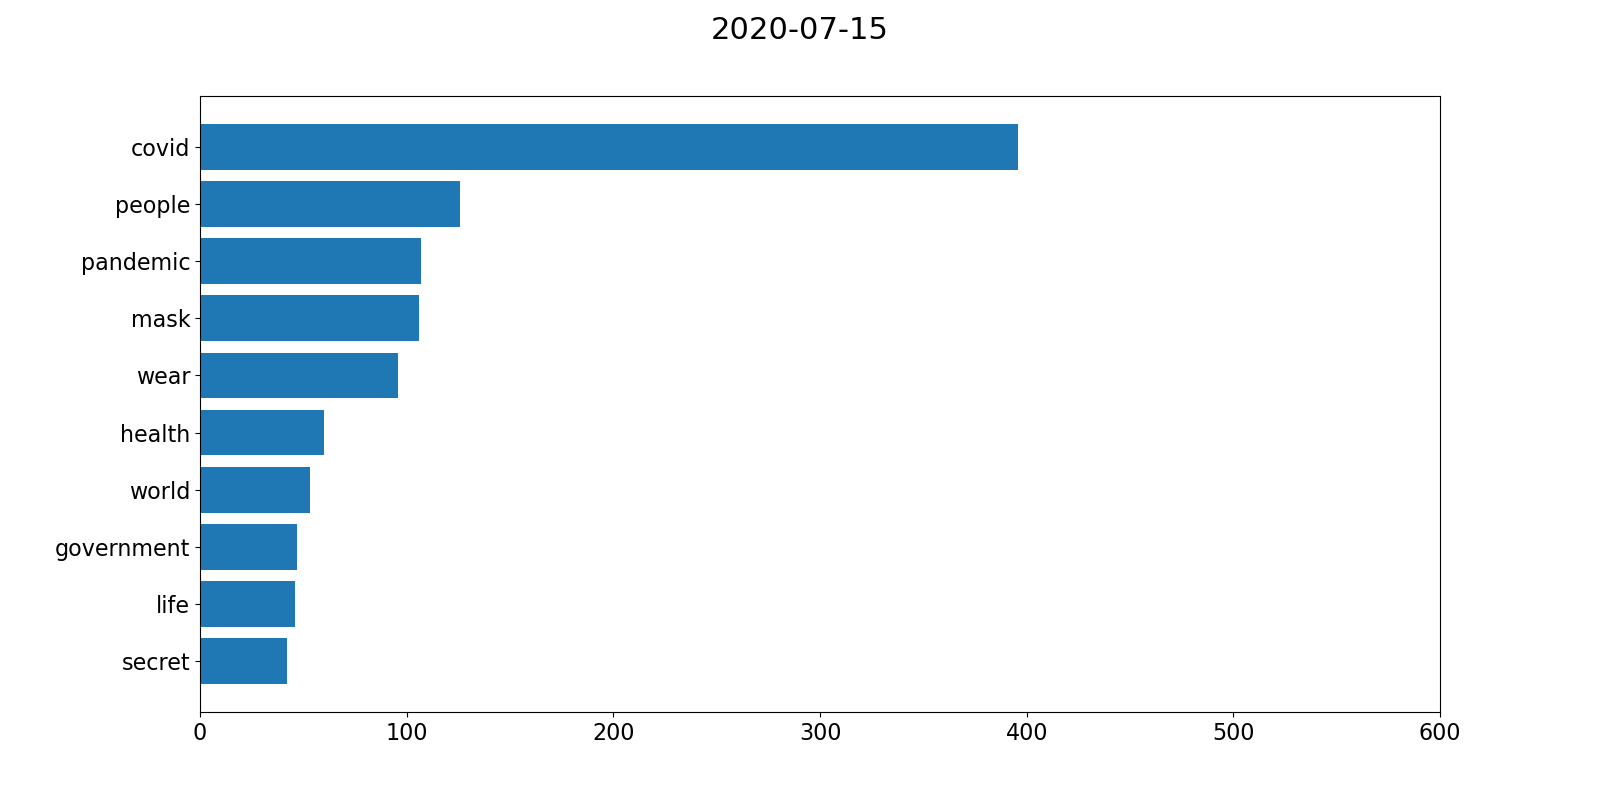 2020-07-15
covid
people
pandemic
mask
wear
health
world
government
life
secret
0 100 200 300 400 500 600